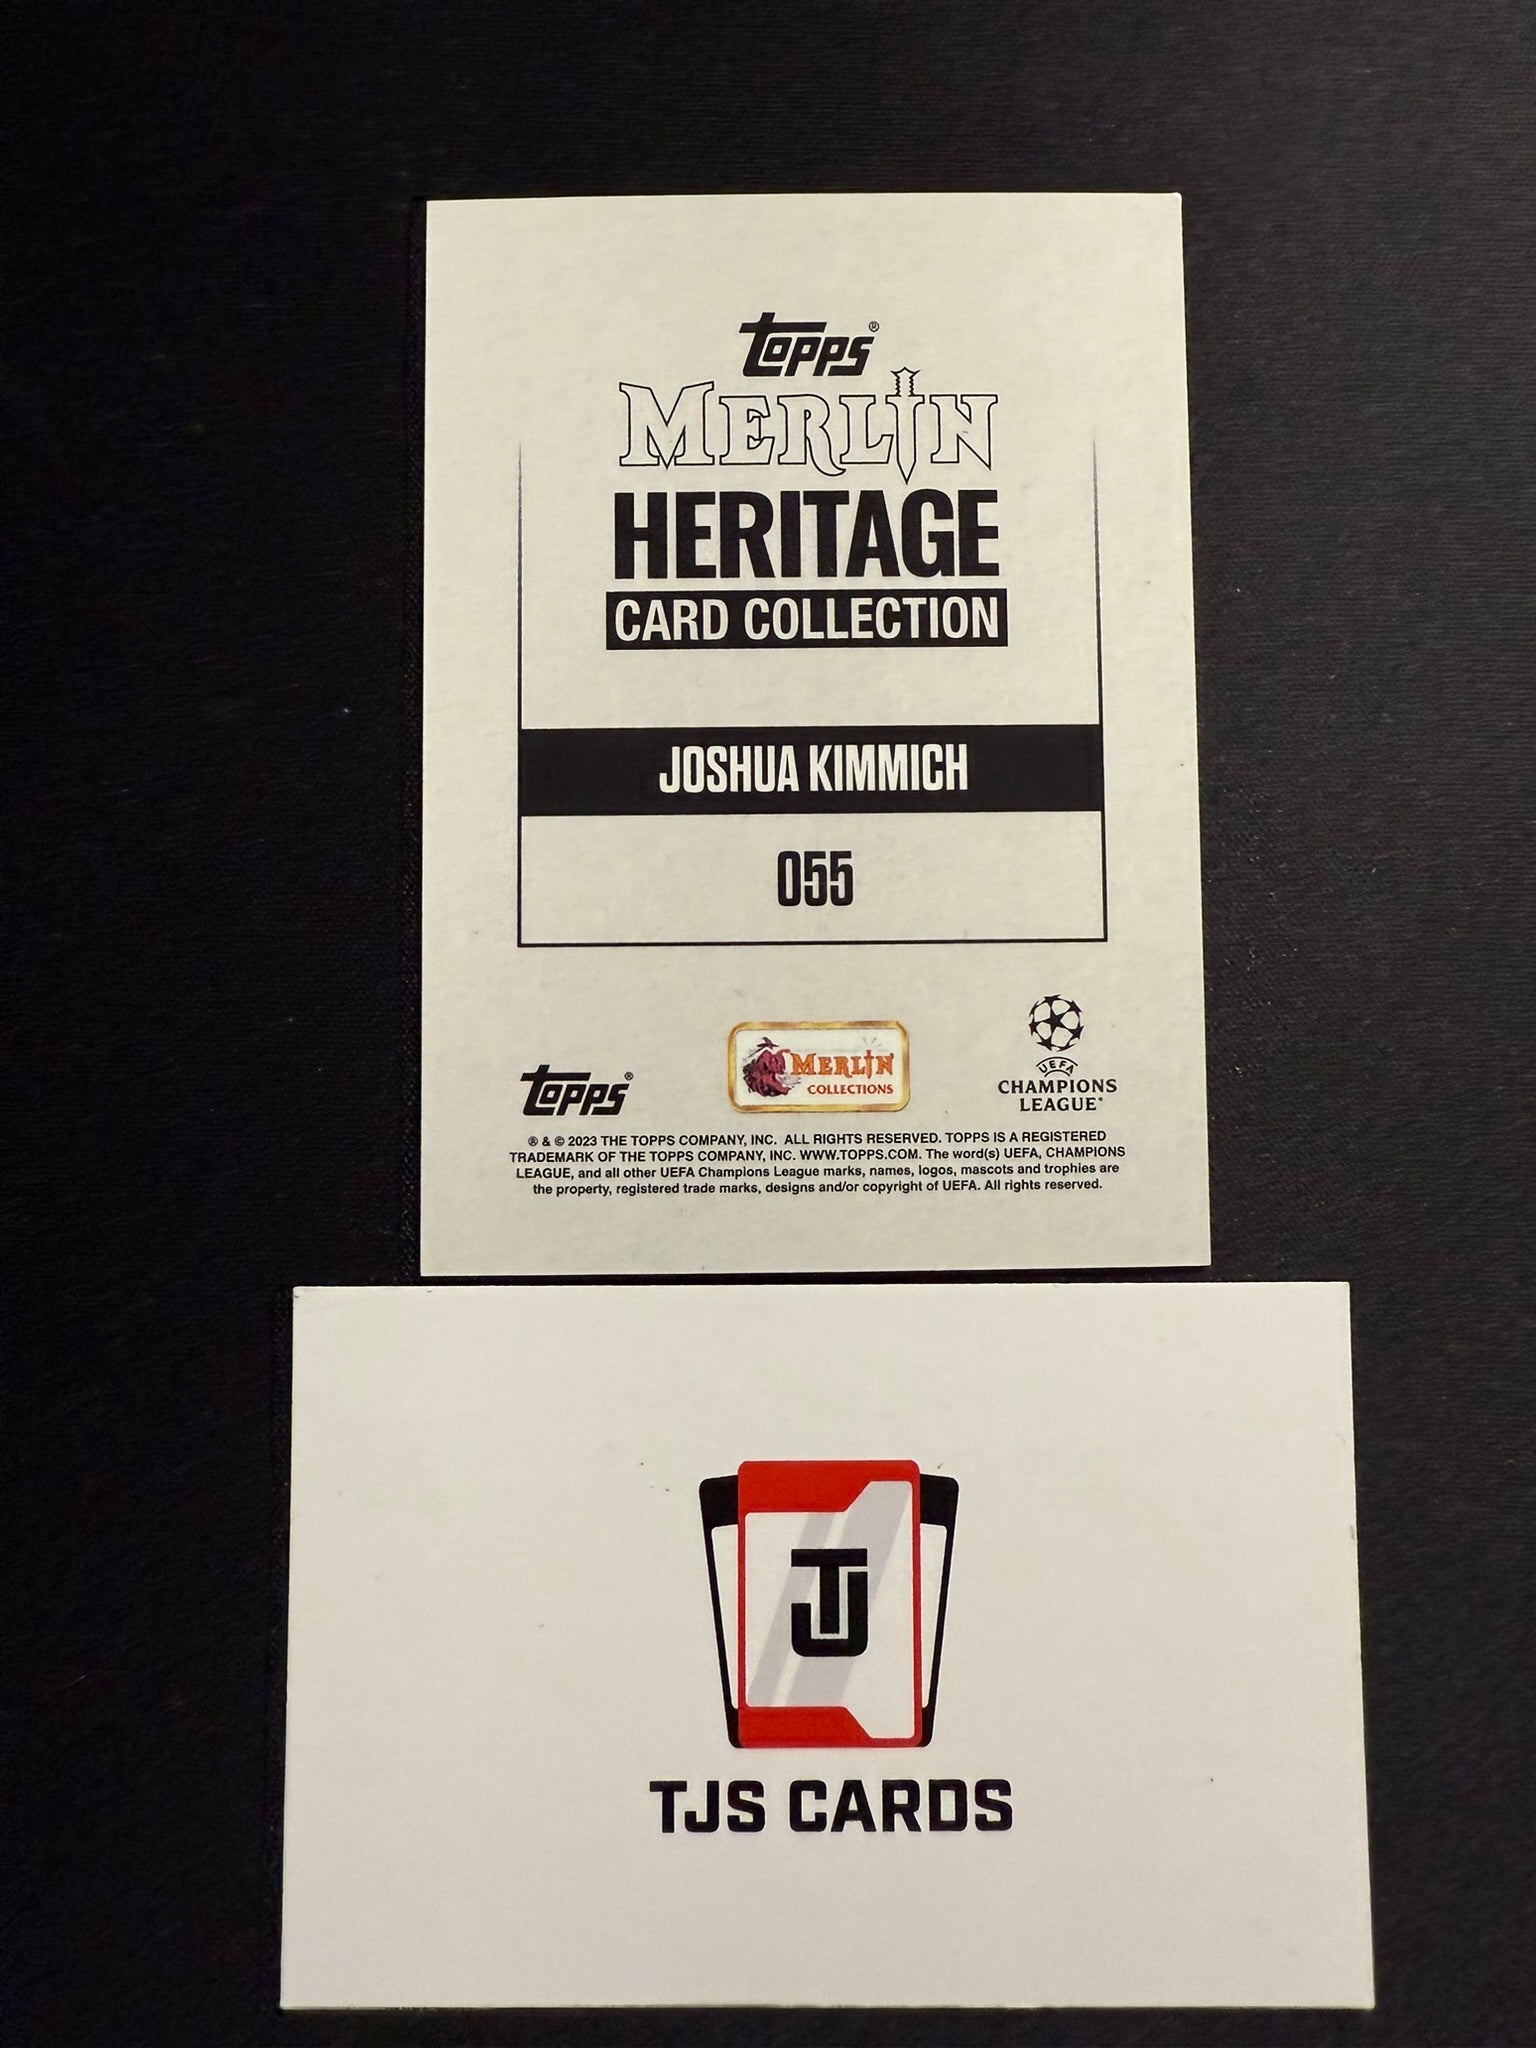 Topps®
MERLIN
HERITAGE
CARD COLLECTION
JOSHUA KIMMICH
055
Topps®
MERLIN
COLLECTIONS
UEFA
CHAMPIONS
LEAGUE®
® & © 2023 THE TOPPS COMPANY, INC. ALL RIGHTS RESERVED. TOPPS IS A REGISTERED
TRADEMARK OF THE TOPPS COMPANY, INC. WWW.TOPPS.COM. The word(s) UEFA, CHAMPIONS
LEAGUE, and all other UEFA Champions League marks, names, logos, mascots and trophies are
the property, registered trade marks, designs and/or copyright of UEFA. All rights reserved.
TJ
TJS CARDS